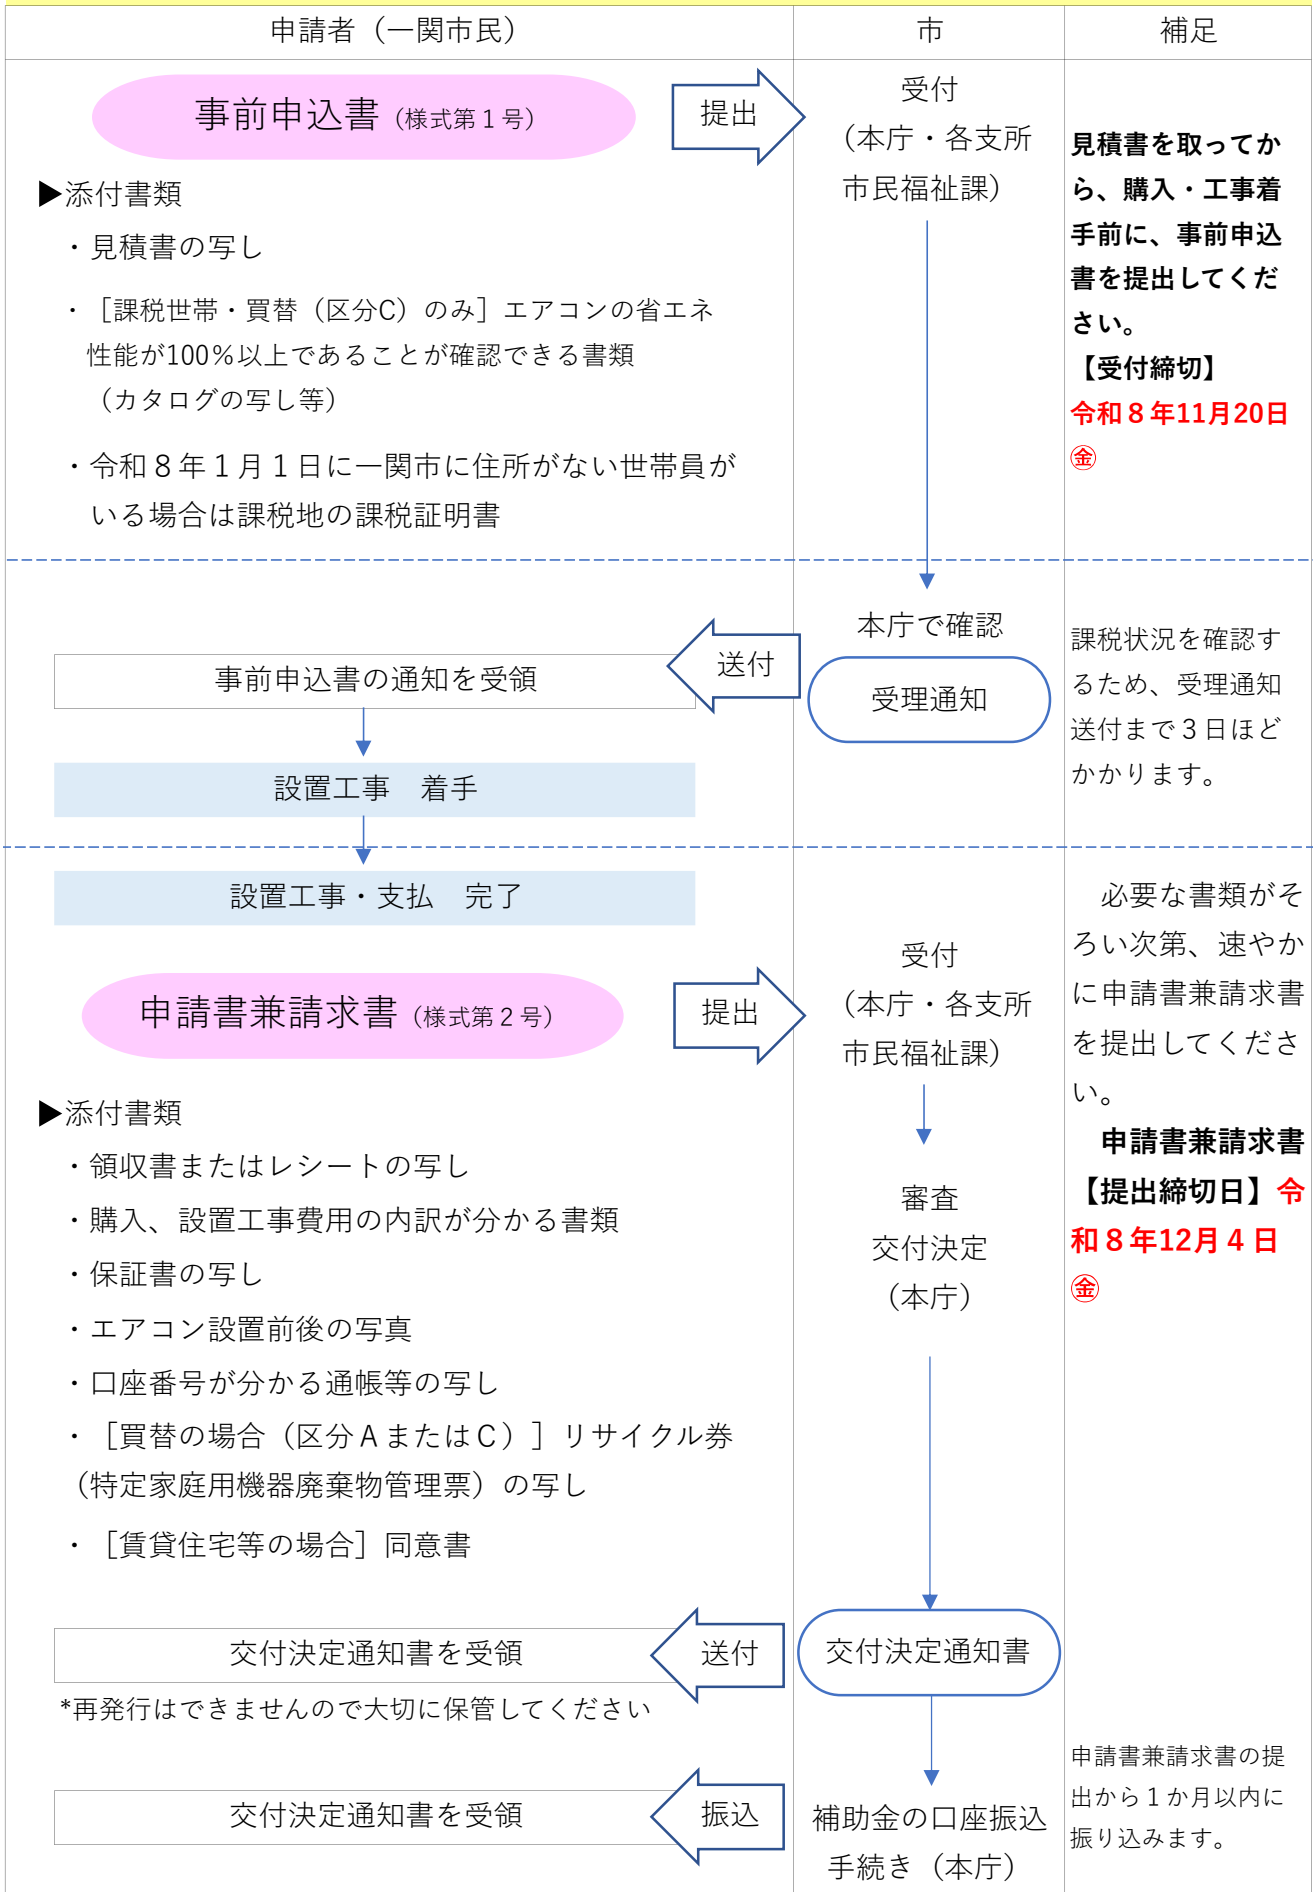 申請者（一関市民）
市
補足
事前申込書（様式第１号）
提出
受付
（本庁・各支所
市民福祉課）
見積書を取ってか
ら、購入・工事着
手前に、事前申込
書を提出してくだ
さい。
【受付締切】
令和８年11月20日
㊎
▶添付書類
・見積書の写し
・［課税世帯・買替（区分C）のみ］エアコンの省エネ
性能が100％以上であることが確認できる書類
（カタログの写し等）
・令和８年１月１日に一関市に住所がない世帯員が
いる場合は課税地の課税証明書
本庁で確認
受理通知
送付
事前申込書の通知を受領
課税状況を確認す
るため、受理通知
送付まで３日ほど
かかります。
設置工事　着手
設置工事・支払　完了
申請書兼請求書（様式第２号）
提出
受付
（本庁・各支所
市民福祉課）
必要な書類がそ
ろい次第、速やか
に申請書兼請求書
を提出してくださ
い。
申請書兼請求書
【提出締切日】令
和８年12月４日
㊎
▶添付書類
・領収書またはレシートの写し
・購入、設置工事費用の内訳が分かる書類
・保証書の写し
・エアコン設置前後の写真
・口座番号が分かる通帳等の写し
・［買替の場合（区分ＡまたはＣ）］リサイクル券
（特定家庭用機器廃棄物管理票）の写し
・［賃貸住宅等の場合］同意書
審査
交付決定
（本庁）
交付決定通知書
送付
交付決定通知書を受領
*再発行はできませんので大切に保管してください
交付決定通知書を受領
振込
補助金の口座振込
手続き（本庁）
申請書兼請求書の提
出から１か月以内に
振り込みます。